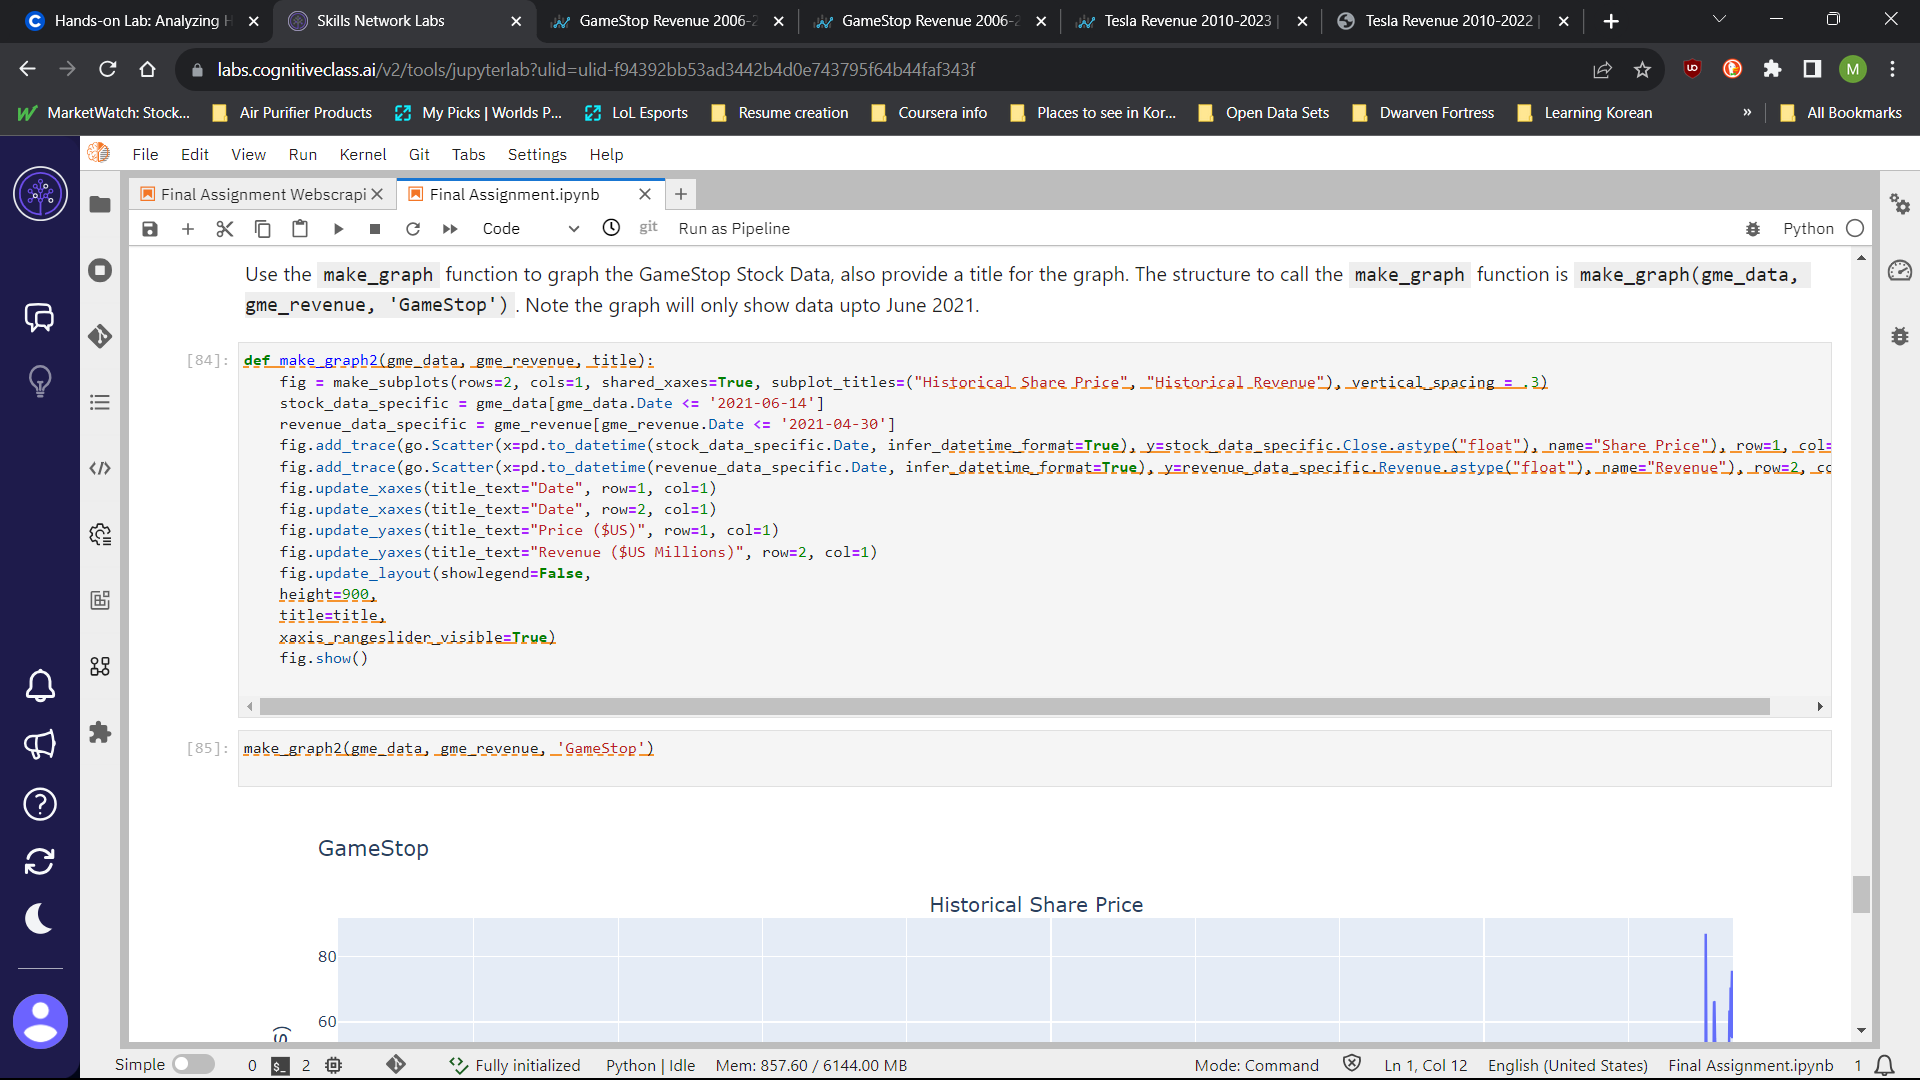 Hands-on Lab: Analyzing H
Skills Network Labs
GameStop Revenue 2006-2
GameStop Revenue 2006-2
Tesla Revenue 2010-2023 |
Tesla Revenue 2010-2022 |
labs.cognitiveclass.ai/v2/tools/jupyterlab?ulid=ulid-f94392bb53ad3442b4d0e743795f64b44faf343f
M
MarketWatch: Stock...
Air Purifier Products
My Picks | Worlds P...
LoL Esports
Resume creation
Coursera info
Places to see in Kor...
Open Data Sets
Dwarven Fortress
Learning Korean
»
All Bookmarks
File Edit View Run Kernel Git Tabs Settings Help
Final Assignment Webscrapi
Final Assignment.ipynb
Code
git
Run as Pipeline
Python
Use the make_graph function to graph the GameStop Stock Data, also provide a title for the graph. The structure to call the make_graph function is make_graph(gme_data,
gme_revenue, 'GameStop'). Note the graph will only show data upto June 2021.
[84]:
def make_graph2(gme_data, gme_revenue, title):
fig = make_subplots(rows=2, cols=1, shared_xaxes=True, subplot_titles=("Historical Share Price", "Historical Revenue"), vertical_spacing = .3)
stock_data_specific = gme_data[gme_data.Date <= '2021-06-14']
revenue_data_specific = gme_revenue[gme_revenue.Date <= '2021-04-30']
fig.add_trace(go.Scatter(x=pd.to_datetime(stock_data_specific.Date, infer_datetime_format=True), y=stock_data_specific.Close.astype("float"), name="Share Price"), row=1, col=
fig.add_trace(go.Scatter(x=pd.to_datetime(revenue_data_specific.Date, infer_datetime_format=True), y=revenue_data_specific.Revenue.astype("float"), name="Revenue"), row=2, co
fig.update_xaxes(title_text="Date", row=1, col=1)
fig.update_xaxes(title_text="Date", row=2, col=1)
fig.update_yaxes(title_text="Price ($US)", row=1, col=1)
fig.update_yaxes(title_text="Revenue ($US Millions)", row=2, col=1)
fig.update_layout(showlegend=False,
height=900,
title=title,
xaxis_rangeslider_visible=True)
fig.show()
[85]:
make_graph2(gme_data, gme_revenue, 'GameStop')
GameStop
Historical Share Price
80
60
S)
Simple
0
2
Fully initialized
Python | Idle
Mem: 857.60 / 6144.00 MB
Mode: Command
Ln 1, Col 12
English (United States)
Final Assignment.ipynb
1